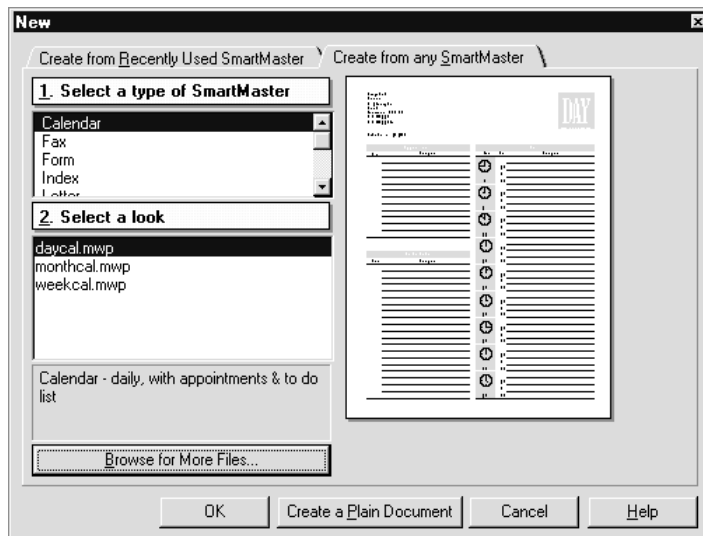 New
Create from Recently Used SmartMaster
Create from any SmartMaster
1. Select a type of SmartMaster
Calendar
Fax
Form
Index
Letter
2. Select a look
daycal.mwp
monthcal.mwp
weekcal.mwp
Calendar - daily, with appointments & to do
list
Browse for More Files...
DAY
OK
Create a Plain Document
Cancel
Help